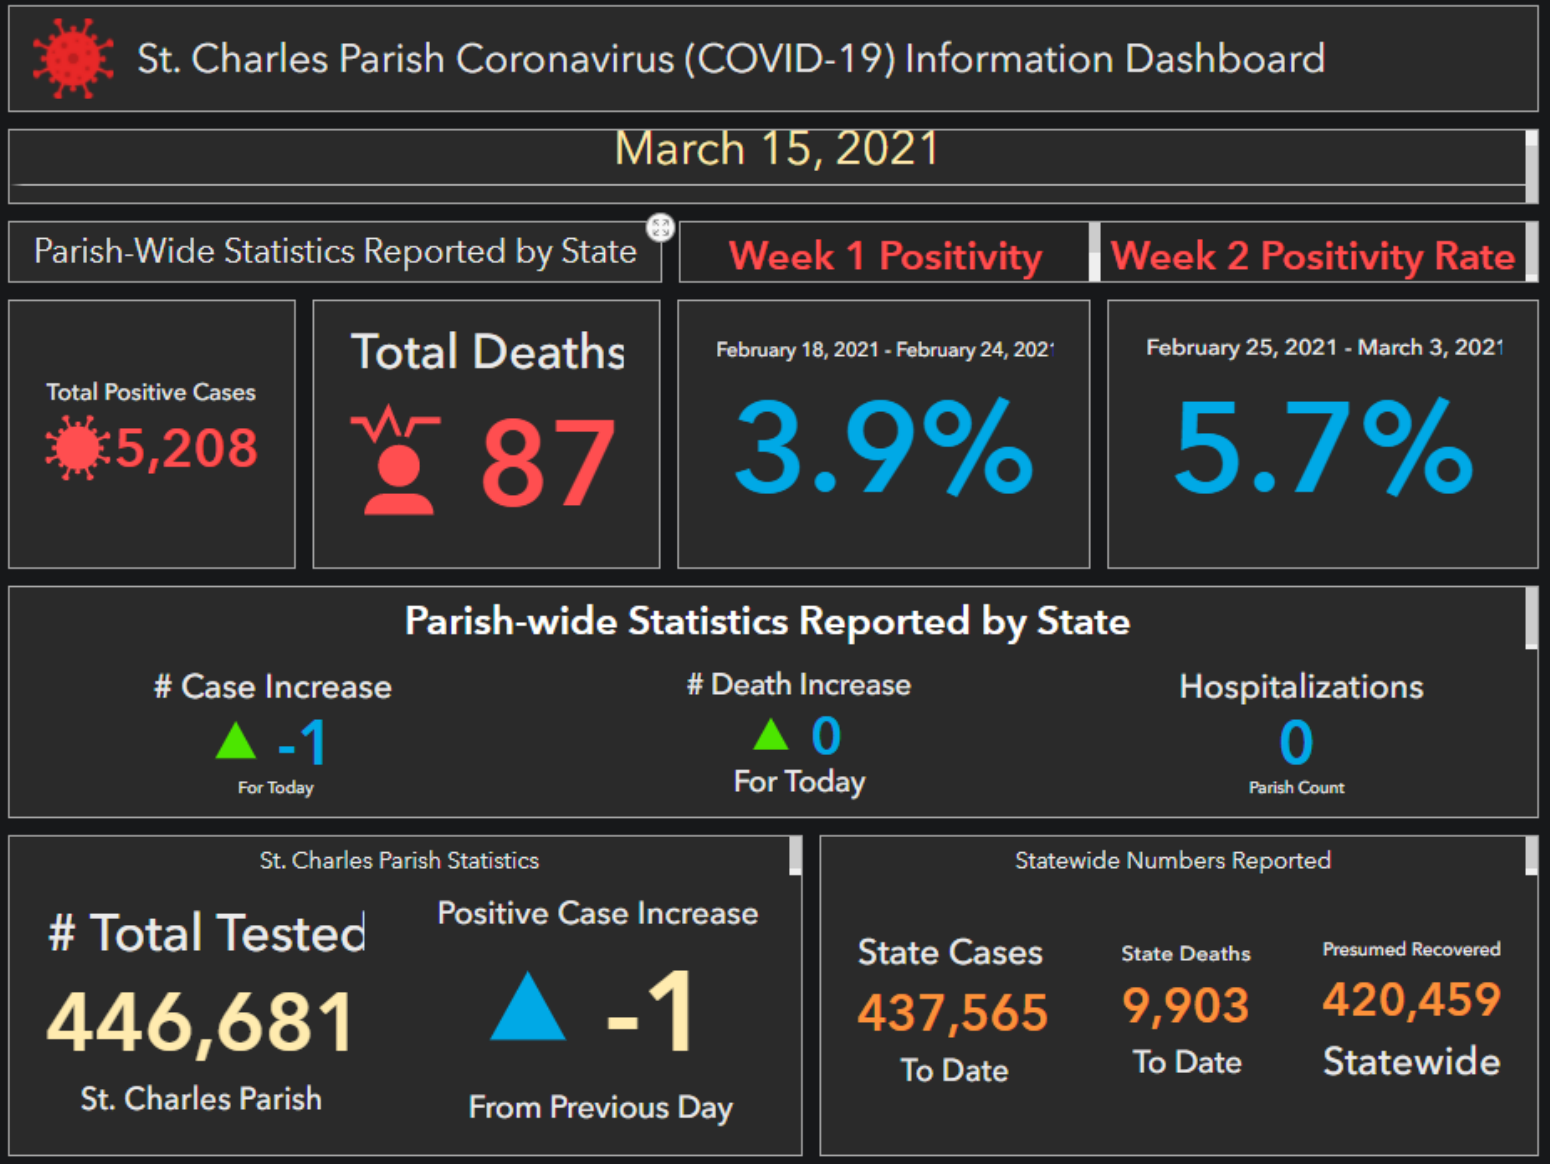 St. Charles Parish Coronavirus (COVID-19) Information Dashboard
March 15, 2021
Parish-Wide Statistics Reported by State
Week 1 Positivity
Week 2 Positivity Rate
Total Positive Cases
5,208
Total Deaths
87
February 18, 2021 - February 24, 2021
3.9%
February 25, 2021 - March 3, 2021
5.7%
Parish-wide Statistics Reported by State
# Case Increase
-1
For Today
# Death Increase
0
For Today
Hospitalizations
0
Parish Count
St. Charles Parish Statistics
# Total Tested
446,681
St. Charles Parish
Positive Case Increase
-1
From Previous Day
Statewide Numbers Reported
State Cases
437,565
To Date
State Deaths
9,903
To Date
Presumed Recovered
420,459
Statewide